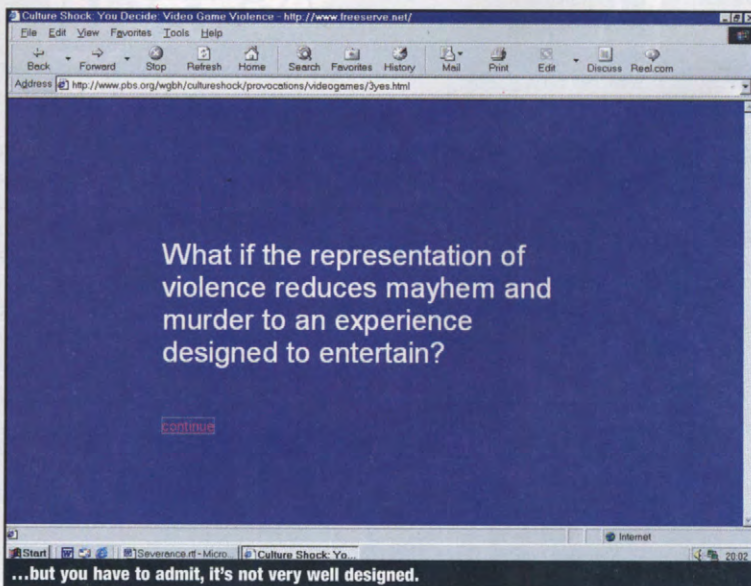 Culture Shock: You Decide: Video Game Violence - http://www.freeserve.net/
File Edit View Favorites Tools Help
Back Forward Stop Refresh Home Search Favorites History Mail Print Edit Discuss Real.com
Address http://www.pbs.org/wgbh/cultureshock/provocations/videogames/3yes.html
What if the representation of
violence reduces mayhem and
murder to an experience
designed to entertain?
continue
Internet
Start Severance.rtf - Micro... Culture Shock: Yo... 20:02
...but you have to admit, it's not very well designed.